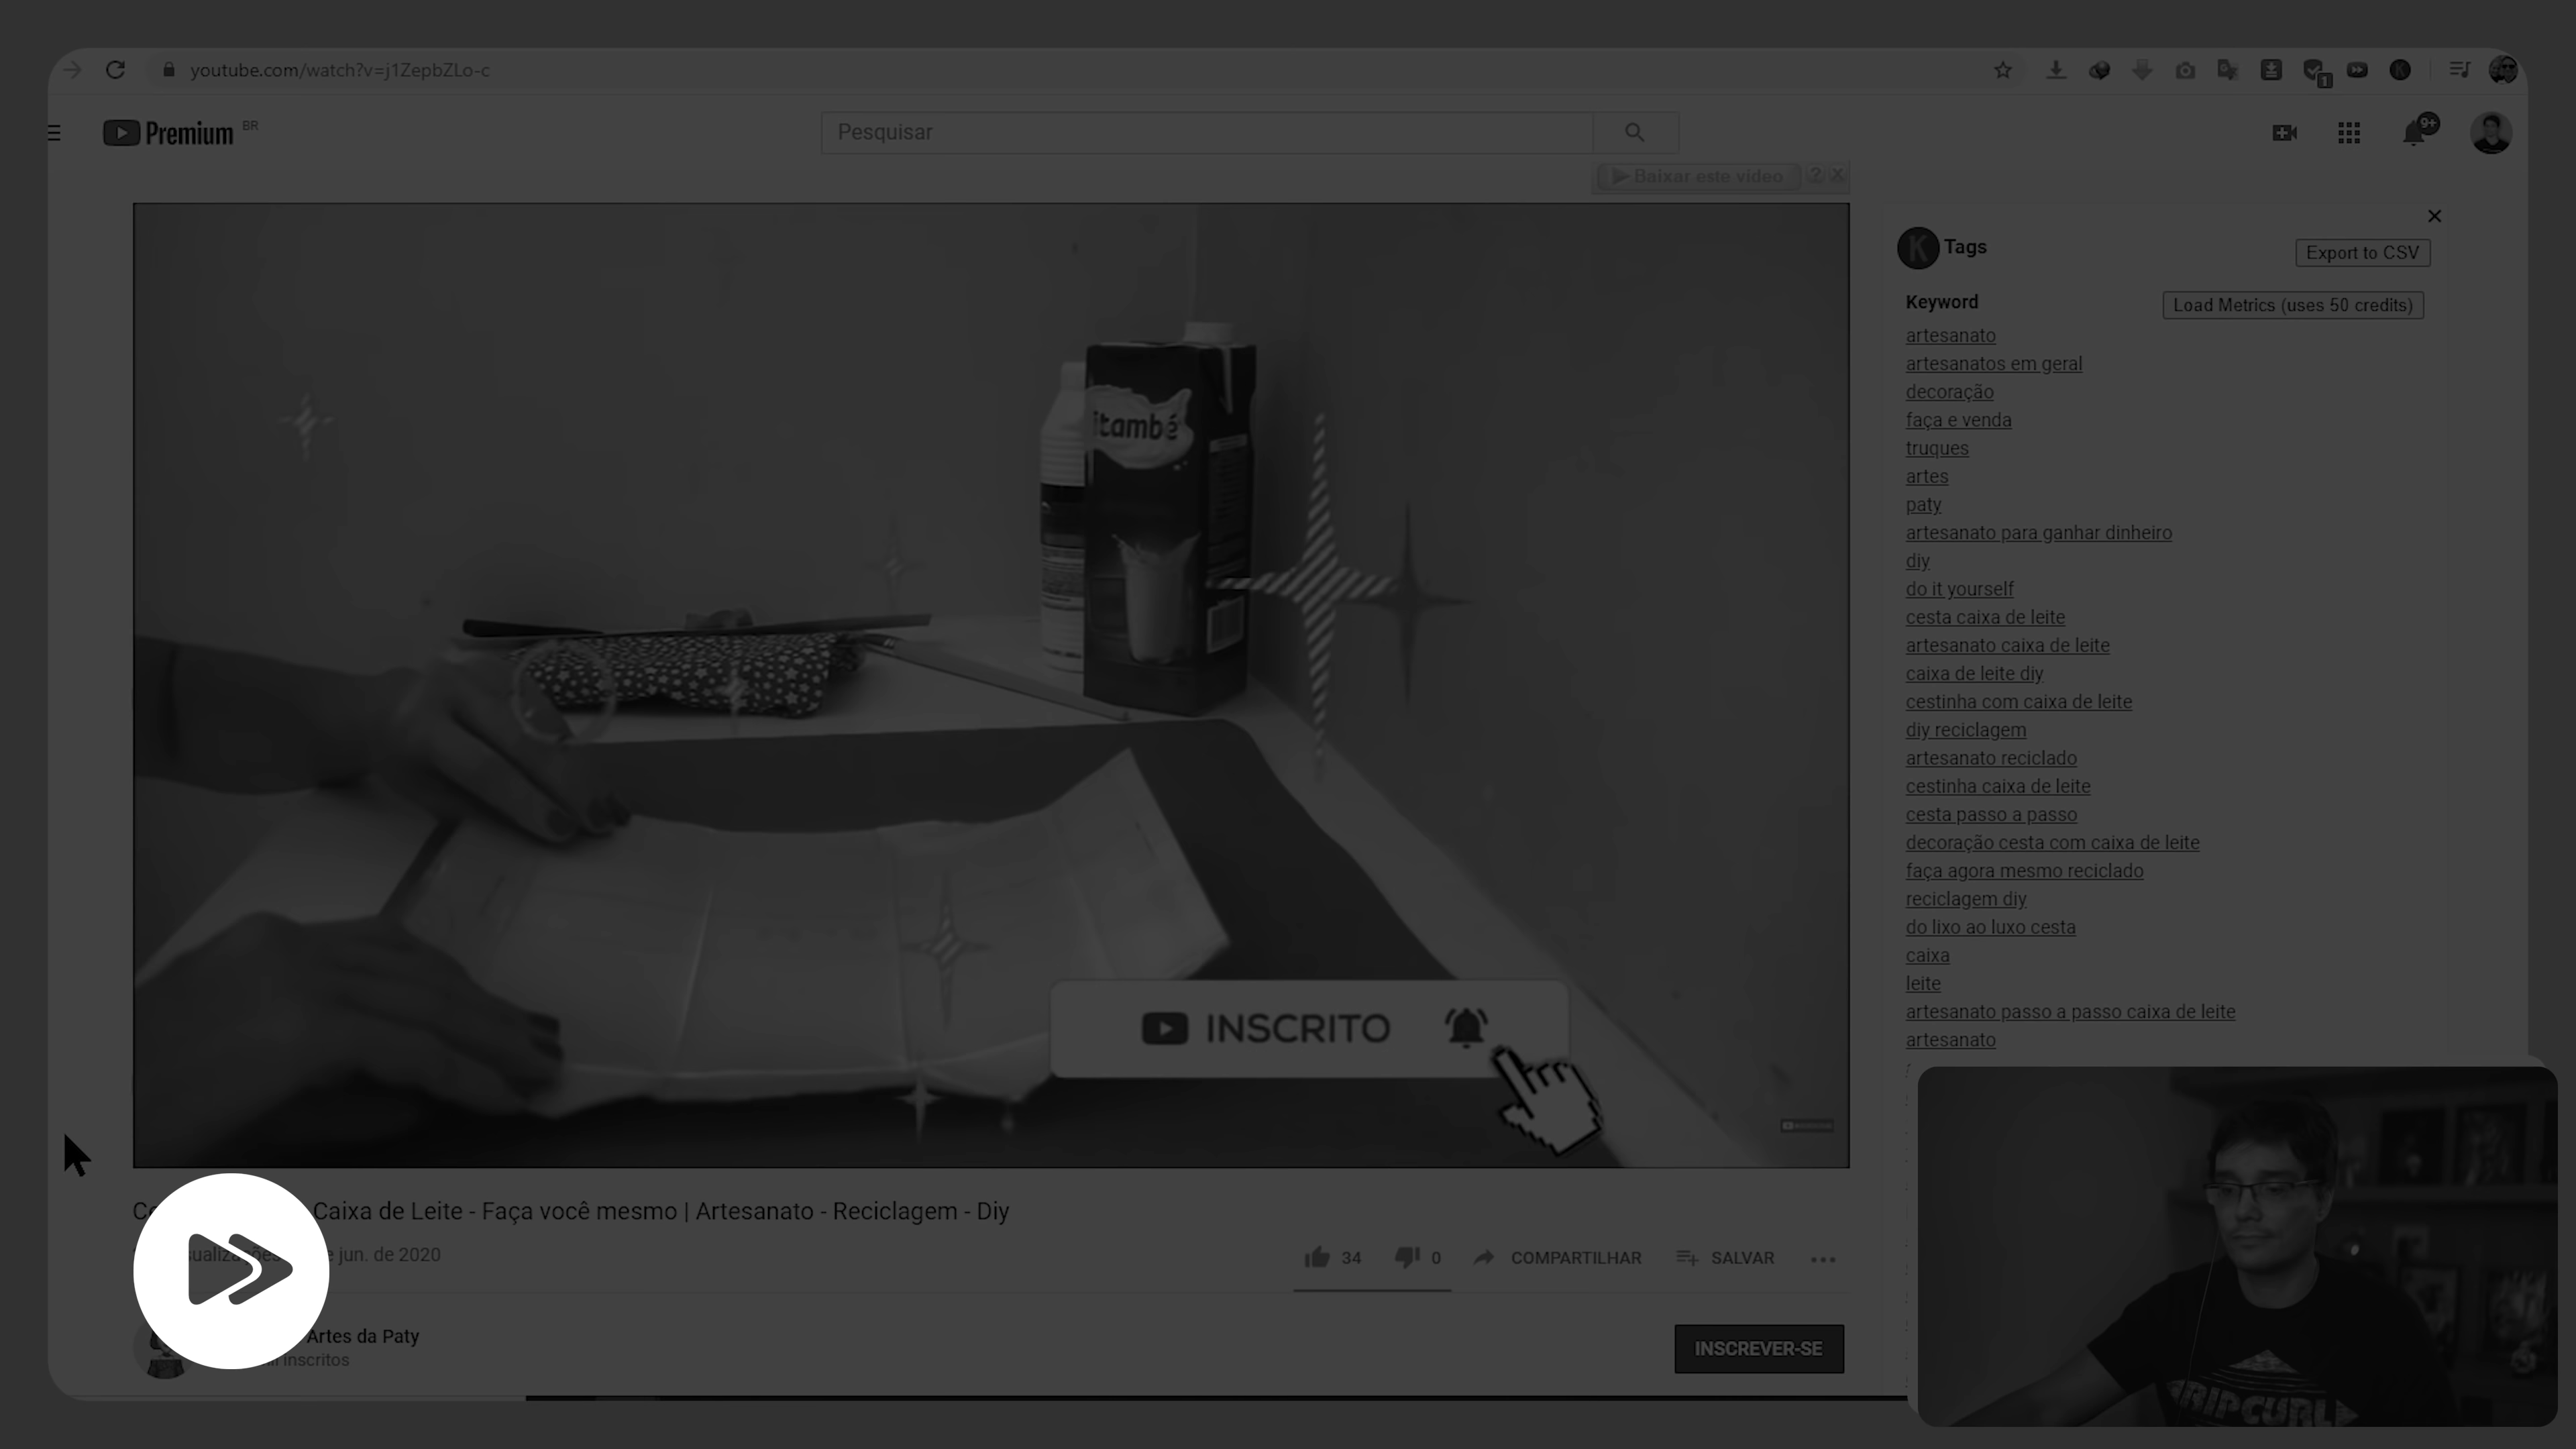 youtube.com/watch?v=j1ZepbZLo-c
1
Premium BR
Pesquisar
9+
Baixar este vídeo ? X
K Tags
Export to CSV
Keyword
Load Metrics (uses 50 credits)
artesanato
artesanatos em geral
decoração
faça e venda
truques
artes
paty
artesanato para ganhar dinheiro
diy
do it yourself
cesta caixa de leite
artesanato caixa de leite
caixa de leite diy
cestinha com caixa de leite
diy reciclagem
artesanato reciclado
cestinha caixa de leite
cesta passo a passo
decoração cesta com caixa de leite
faça agora mesmo reciclado
reciclagem diy
do lixo ao luxo cesta
caixa
leite
artesanato passo a passo caixa de leite
artesanato
itambé
INSCRITO
Caixa de Leite - Faça você mesmo | Artesanato - Reciclagem - Diy
jun. de 2020
34
0
COMPARTILHAR
SALVAR
Artes da Paty
inscritos
INSCREVER-SE
RIPCURL